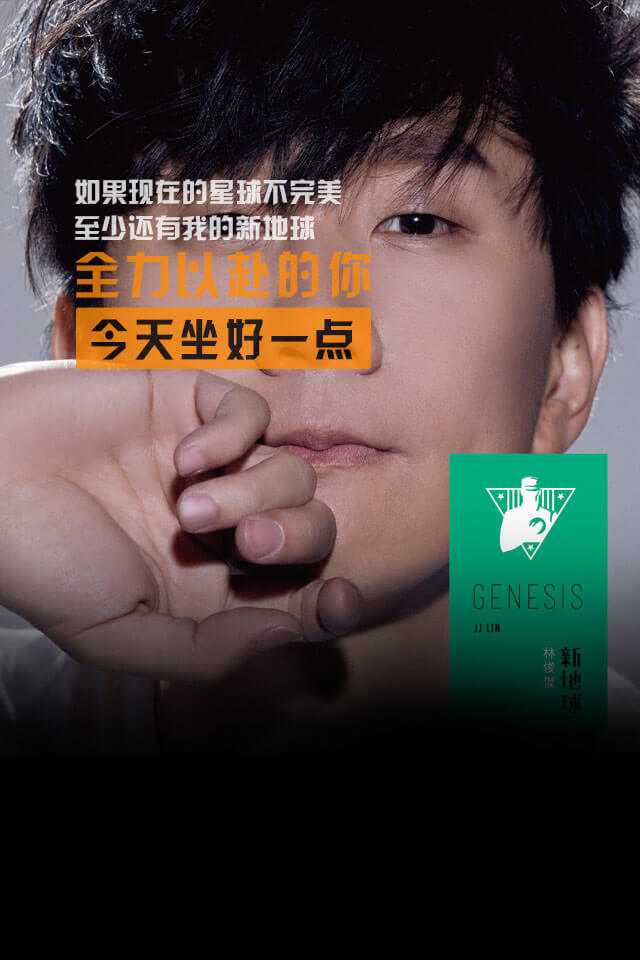 如果现在的星球不完美
至少还有我的新地球
全力以赴的你
今天坐好一点
GENESIS
JJ LIN
新地球
林俊傑